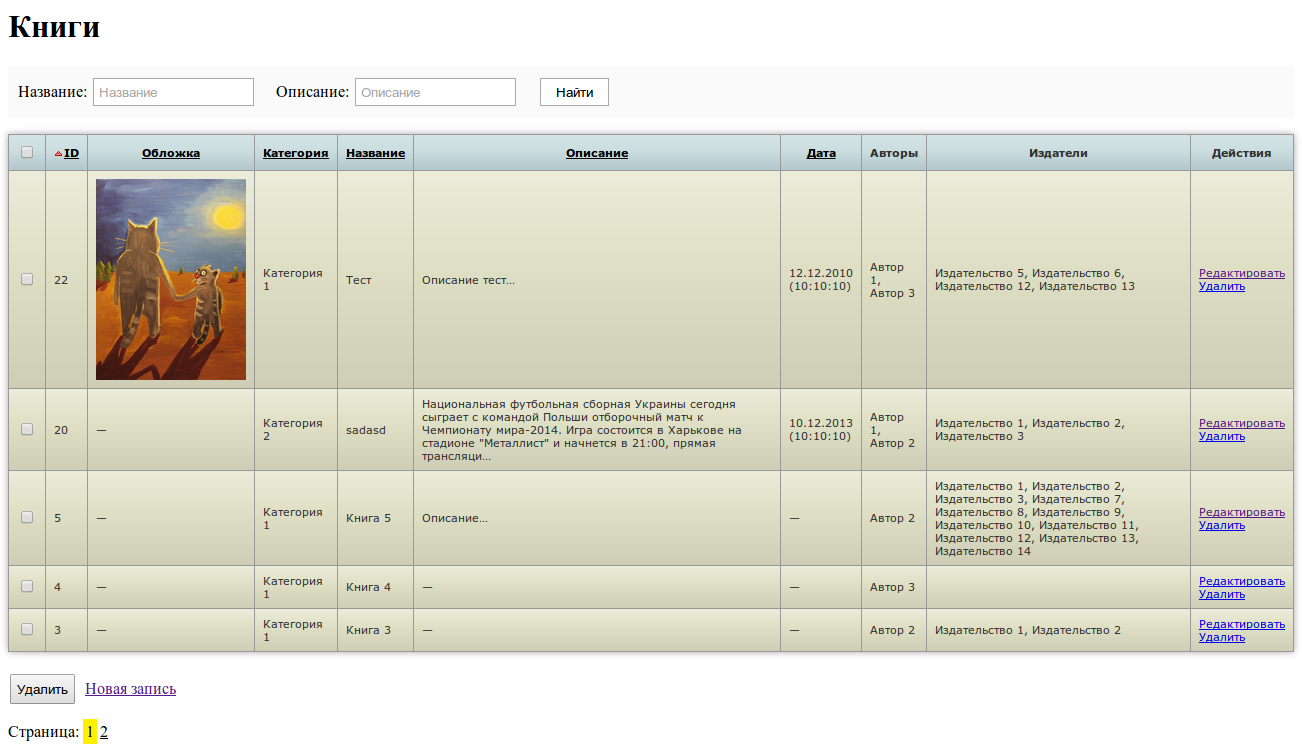 Книги
Название: Название Описание: Описание Найти
ID Обложка Категория Название Описание Дата Авторы Издатели Действия
22 Категория 1 Тест Описание тест... 12.12.2010 (10:10:10) Автор 1, Автор 3 Издательство 5, Издательство 6, Издательство 12, Издательство 13 Редактировать Удалить
20 — Категория 2 sadasd Национальная футбольная сборная Украины сегодня сыграет с командой Польши отборочный матч к Чемпионату мира-2014. Игра состоится в Харькове на стадионе "Металлист" и начнется в 21:00, прямая трансляци... 10.12.2013 (10:10:10) Автор 1, Автор 2 Издательство 1, Издательство 2, Издательство 3 Редактировать Удалить
5 — Категория 1 Книга 5 Описание... — Автор 2 Издательство 1, Издательство 2, Издательство 3, Издательство 7, Издательство 8, Издательство 9, Издательство 10, Издательство 11, Издательство 12, Издательство 13, Издательство 14 Редактировать Удалить
4 — Категория 1 Книга 4 — — Автор 3 Редактировать Удалить
3 — Категория 1 Книга 3 — — Автор 2 Издательство 1, Издательство 2 Редактировать Удалить
Удалить Новая запись
Страница: 1 2